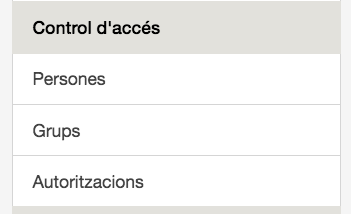 Control d'accés
Persones
Grups
Autoritzacions